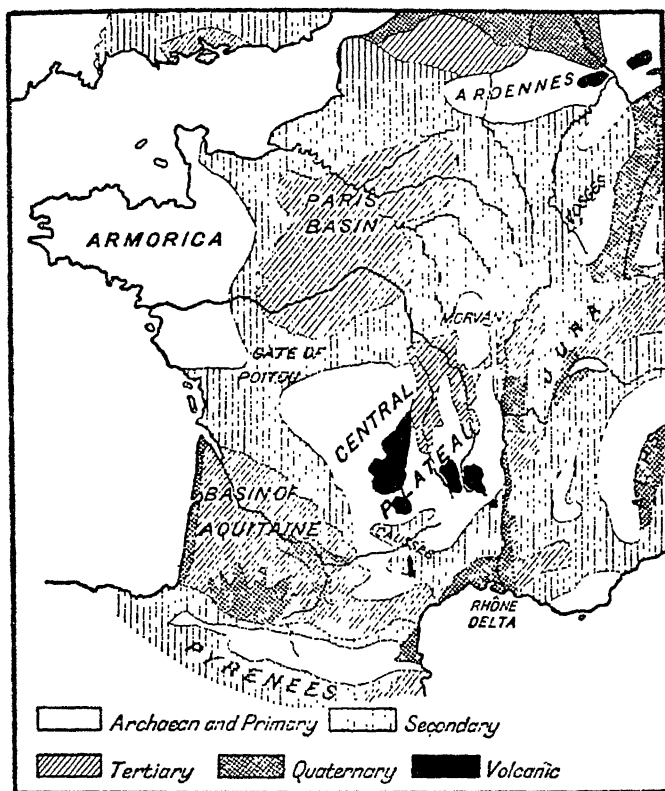 ARDENNES
VOSGES
PARIS
BASIN
ARMORICA
MORVAN
JURA
GATE OF
POITOU
CENTRAL
PLATEAU
BASIN OF
AQUITAINE
CAUSSES
RHÔNE
DELTA
PYRENEES
Archaean and Primary
Secondary
Tertiary
Quaternary
Volcanic